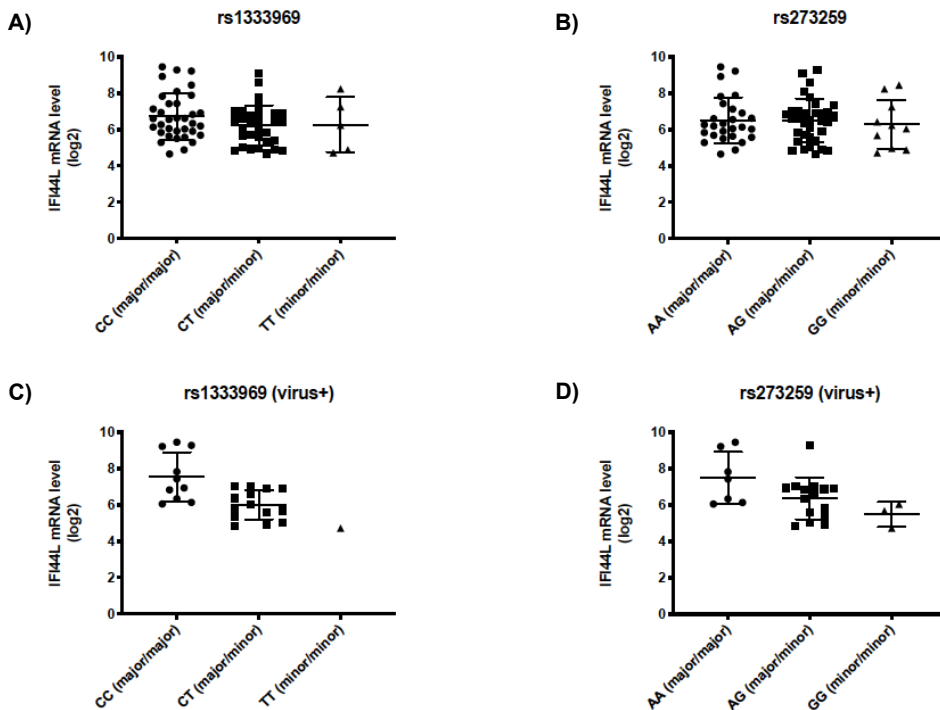 A)
rs1333969
IFI44L mRNA level
(log2)
10
8
6
4
2
0
CC (major/major)
CT (major/minor)
TT (minor/minor)
B)
rs273259
IFI44L mRNA level
(log2)
10
8
6
4
2
0
AA (major/major)
AG (major/minor)
GG (minor/minor)
C)
rs1333969 (virus+)
IFI44L mRNA level
(log2)
10
8
6
4
2
0
CC (major/major)
CT (major/minor)
TT (minor/minor)
D)
rs273259 (virus+)
IFI44L mRNA level
(log2)
10
8
6
4
2
0
AA (major/major)
AG (major/minor)
GG (minor/minor)